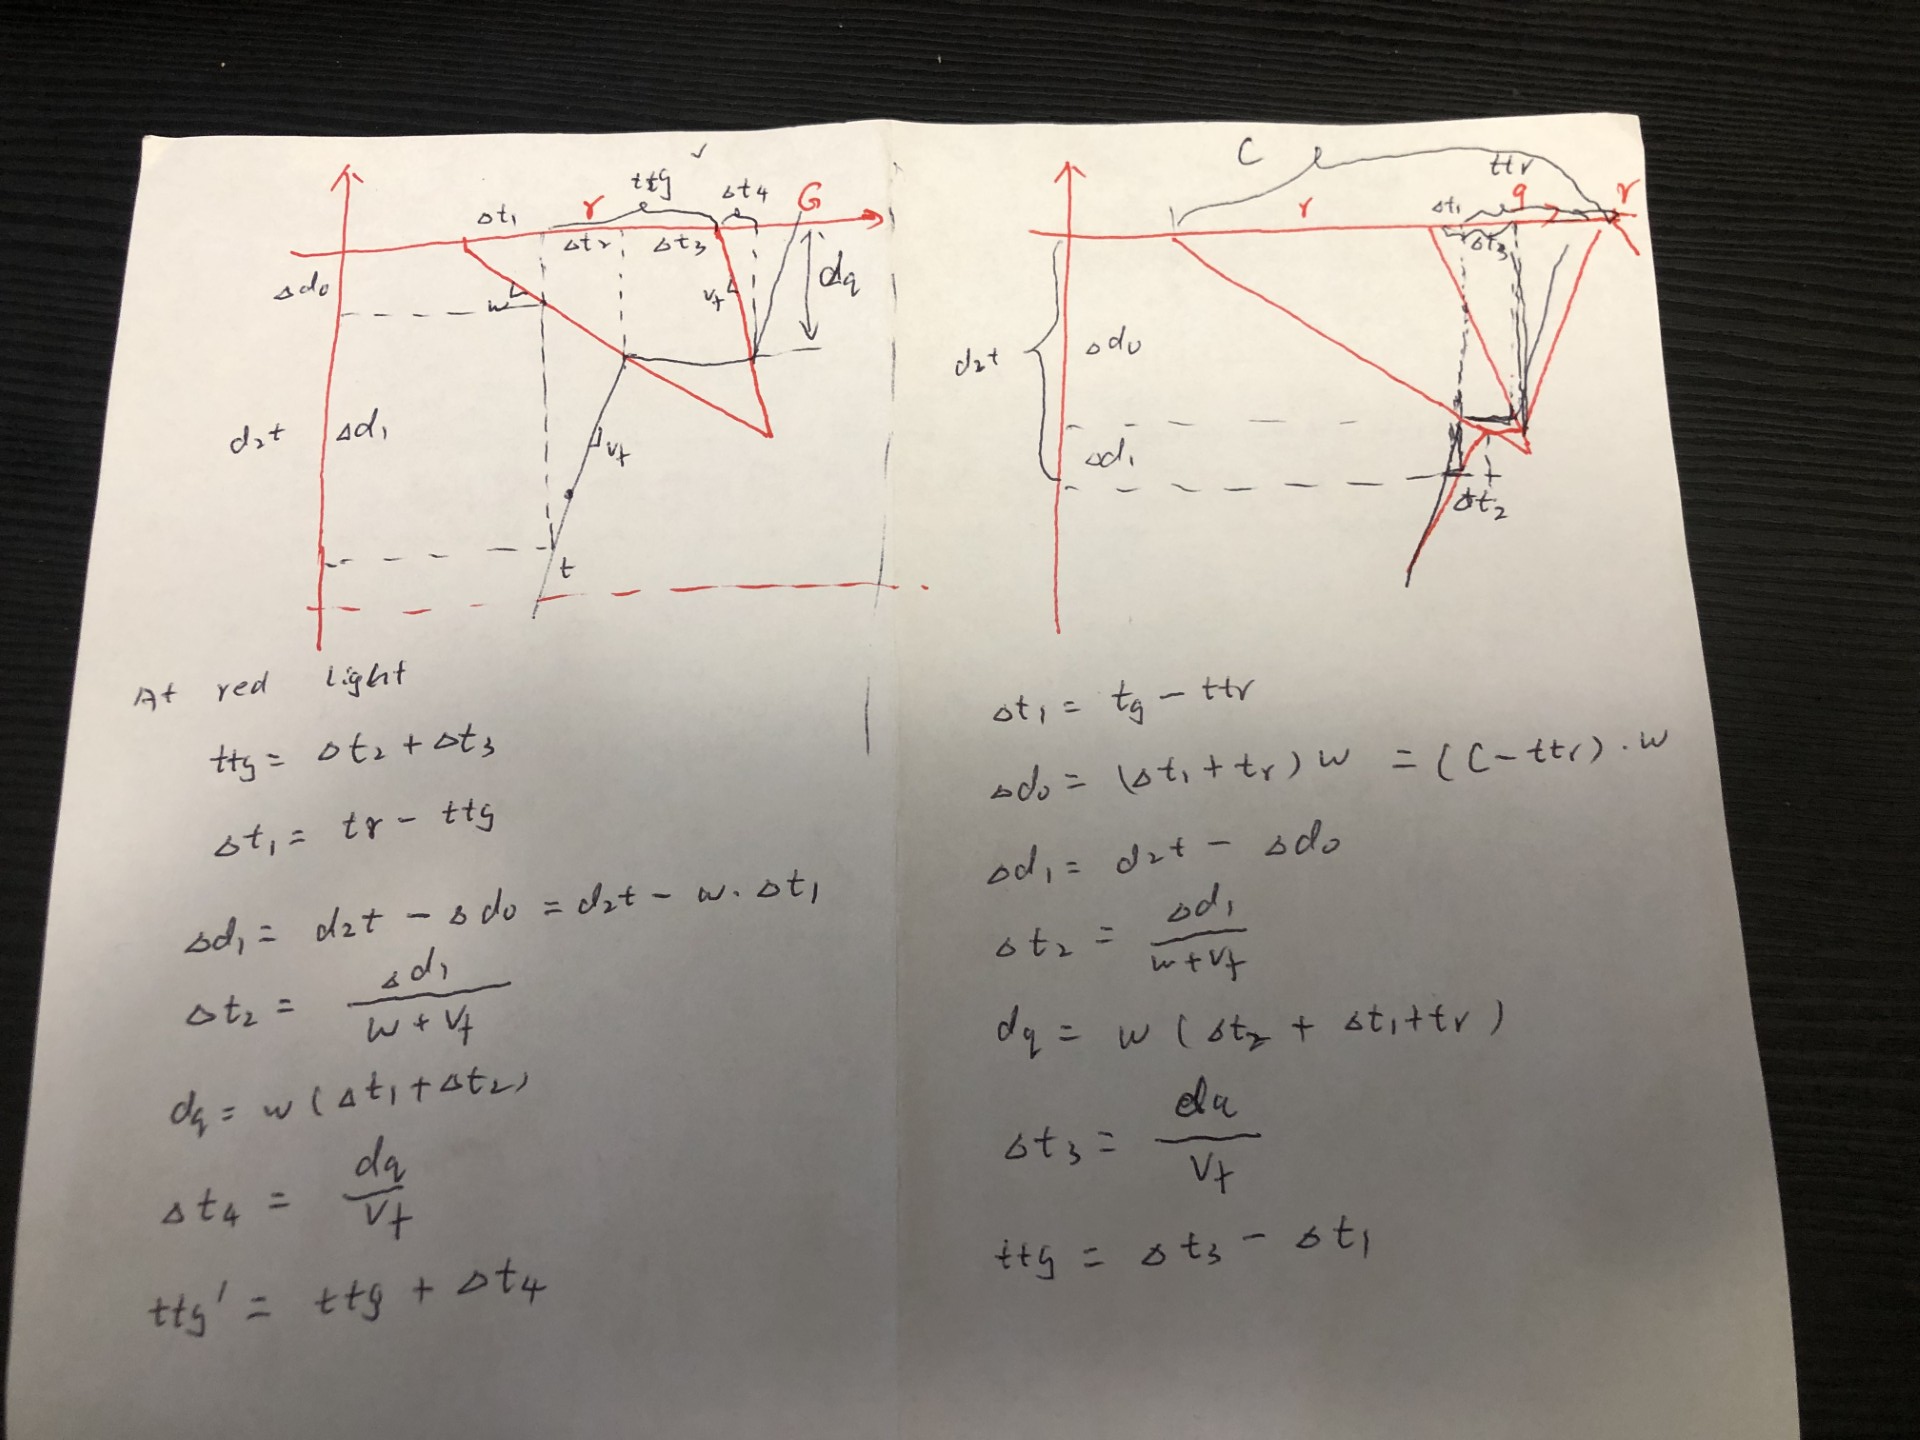 ✓
ttg
Δt4
Δt1
r
G
Δt2
Δt3
Δd0
w
vf
dq
d2t
Δd1
vf
t
At red light
ttg = Δt2 + Δt3
Δt1 = tr - ttg
Δd1 = d2t - Δd0 = d2t - w · Δt1
Δt2 = Δd1 / w + Vf
dq = w (Δt1 + Δt2)
Δt4 = dq / Vf
ttg' = ttg + Δt4
C
ttr
r
Δt1
g
r
Δt3
d2t
Δd0
Δd1
Δt2
Δt1 = tg - ttr
Δd0 = (Δt1 + tr) w = (C - ttr) · w
Δd1 = d2t - Δd0
Δt2 = Δd1 / w + Vf
dq = w (Δt2 + Δt1 + tr)
Δt3 = dq / Vf
ttg = Δt3 - Δt1